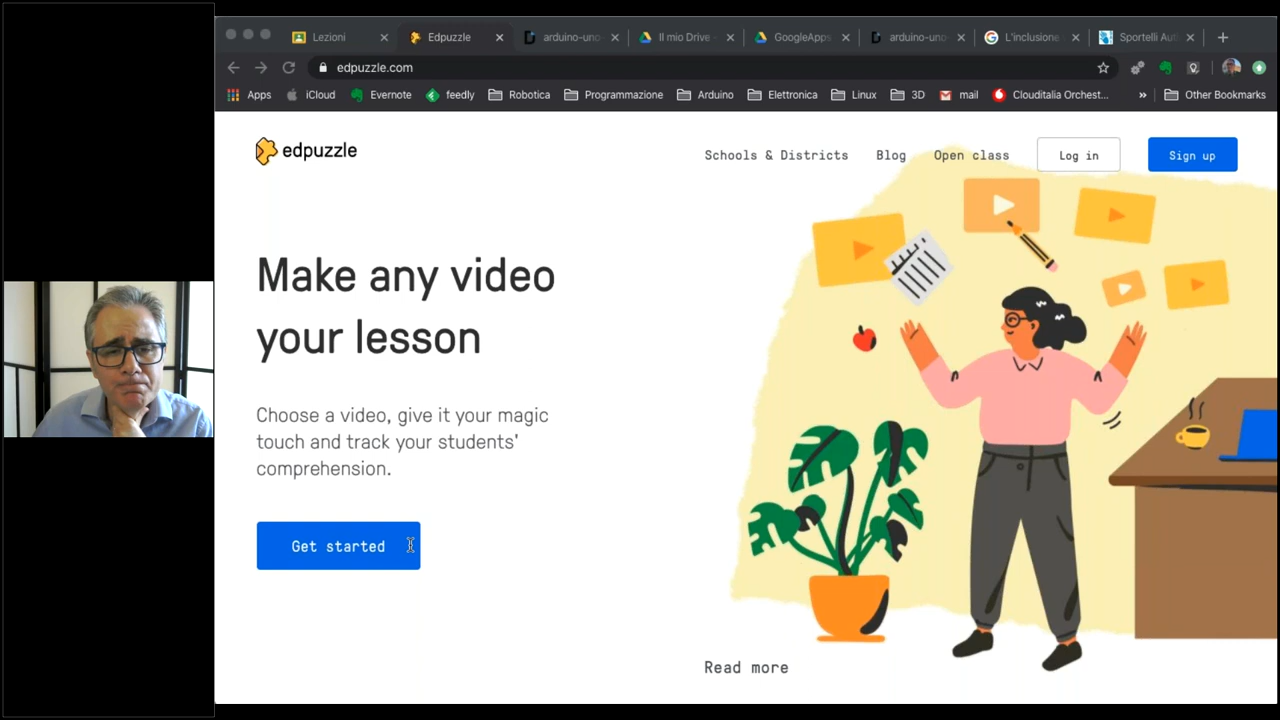 Lezioni
Edpuzzle
arduino-uno-
Il mio Drive -
GoogleApps
arduino-uno-
L'inclusione
Sportelli Aut
edpuzzle.com
Apps
iCloud
Evernote
feedly
Robotica
Programmazione
Arduino
Elettronica
Linux
3D
mail
Clouditalia Orchest...
»
Other Bookmarks
edpuzzle
Schools & Districts
Blog
Open class
Log in
Sign up
Make any video
your lesson
Choose a video, give it your magic
touch and track your students'
comprehension.
Get started
Read more